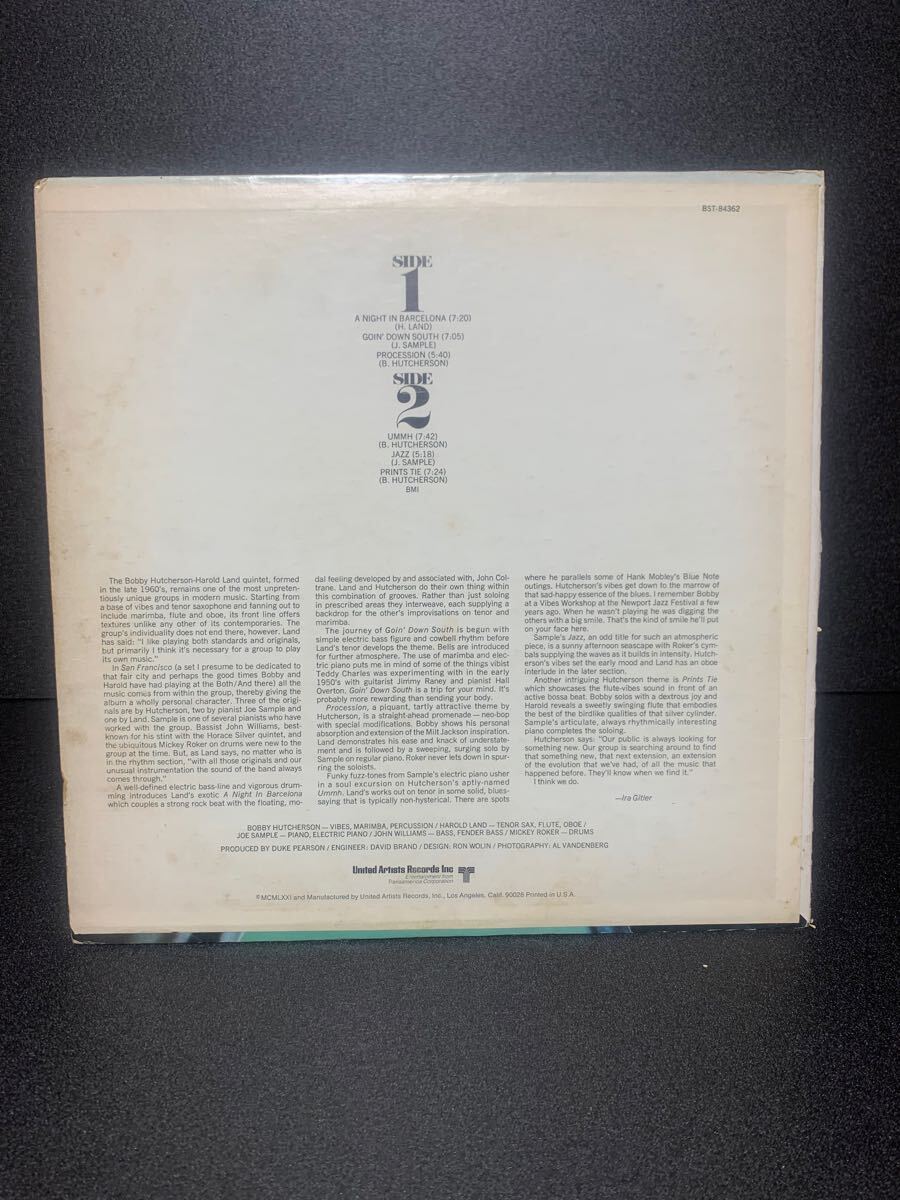 BST-84362
SIDE
1
A NIGHT IN BARCELONA (7:20)
(H. LAND)
GOIN' DOWN SOUTH (7:05)
(J. SAMPLE)
PROCESSION (5:40)
(B. HUTCHERSON)
SIDE
2
UMMH (7:42)
(B. HUTCHERSON)
JAZZ (5:18)
(J. SAMPLE)
PRINTS TIE (7:24)
(B. HUTCHERSON)
BMI
The Bobby Hutcherson-Harold Land quintet, formed
in the late 1960's, remains one of the most unpreten-
tiously unique groups in modern music. Starting from
a base of vibes and tenor saxophone and fanning out to
include marimba, flute and oboe, its front line offers
textures unlike any other of its contemporaries. The
group's individuality does not end there, however. Land
has said: "I like playing both standards and originals,
but primarily I think it's necessary for a group to play
its own music."
In San Francisco (a set I presume to be dedicated to
that fair city and perhaps the good times Bobby and
Harold have had playing at the Both/And there) all the
music comes from within the group, thereby giving the
album a wholly personal character. Three of the origi-
nals are by Hutcherson, two by pianist Joe Sample and
one by Land. Sample is one of several pianists who have
worked with the group. Bassist John Williams, best-
known for his stint with the Horace Silver quintet, and
the ubiquitous Mickey Roker on drums were new to the
group at the time. But, as Land says, no matter who is
in the rhythm section, "with all those originals and our
unusual instrumentation the sound of the band always
comes through."
A well-defined electric bass-line and vigorous drum-
ming introduces Land's exotic A Night In Barcelona
which couples a strong rock beat with the floating, mo-
dal feeling developed by and associated with, John Col-
trane. Land and Hutcherson do their own thing within
this combination of grooves. Rather than just soloing
in prescribed areas they interweave, each supplying a
backdrop for the other's improvisations on tenor and
marimba.
The journey of Goin' Down South is begun with
simple electric bass figure and cowbell rhythm before
Land's tenor develops the theme. Bells are introduced
for further atmosphere. The use of marimba and elec-
tric piano puts me in mind of some of the things vibist
Teddy Charles was experimenting with in the early
1950's with guitarist Jimmy Raney and pianist Hall
Overton. Goin' Down South is a trip for your mind. It's
probably more rewarding than sending your body.
Procession, a piquant, tartly attractive theme by
Hutcherson, is a straight-ahead promenade — neo-bop
with special modifications. Bobby shows his personal
absorption and extension of the Milt Jackson inspiration.
Land demonstrates his ease and knack of understate-
ment and is followed by a sweeping, surging solo by
Sample on regular piano. Roker never lets down in spur-
ring the soloists.
Funky fuzz-tones from Sample's electric piano usher
in a soul excursion on Hutcherson's aptly-named
Ummh. Land's works out on tenor in some solid, blues-
saying that is typically non-hysterical. There are spots
where he parallels some of Hank Mobley's Blue Note
outings. Hutcherson's vibes get down to the marrow of
that sad-happy essence of the blues. I remember Bobby
at a Vibes Workshop at the Newport Jazz Festival a few
years ago. When he wasn't playing he was digging the
others with a big smile. That's the kind of smile he'll put
on your face here.
Sample's Jazz, an odd title for such an atmospheric
piece, is a sunny afternoon seascape with Roker's cym-
bals supplying the waves as it builds in intensity. Hutch-
erson's vibes set the early mood and Land has an oboe
interlude in the later section.
Another intriguing Hutcherson theme is Prints Tie
which showcases the flute-vibes sound in front of an
active bossa beat. Bobby solos with a dextrous joy and
Harold reveals a sweetly swinging flute that embodies
the best of the birdlike qualities of that silver cylinder.
Sample's articulate, always rhythmically interesting
piano completes the soloing.
Hutcherson says: "Our public is always looking for
something new. Our group is searching around to find
that something new, that next extension, an extension
of the evolution that we've had, of all the music that
happened before. They'll know when we find it."
I think we do.
—Ira Gitler
BOBBY HUTCHERSON — VIBES, MARIMBA, PERCUSSION / HAROLD LAND — TENOR SAX, FLUTE, OBOE /
JOE SAMPLE — PIANO, ELECTRIC PIANO / JOHN WILLIAMS — BASS, FENDER BASS / MICKEY ROKER — DRUMS
PRODUCED BY DUKE PEARSON / ENGINEER: DAVID BRAND / DESIGN: RON WOLIN / PHOTOGRAPHY: AL VANDENBERG
United Artists Records Inc
Entertainment from
Transamerica Corporation
©MCMLXXI and Manufactured by United Artists Records, Inc., Los Angeles, Calif. 90028 Printed in U.S.A.